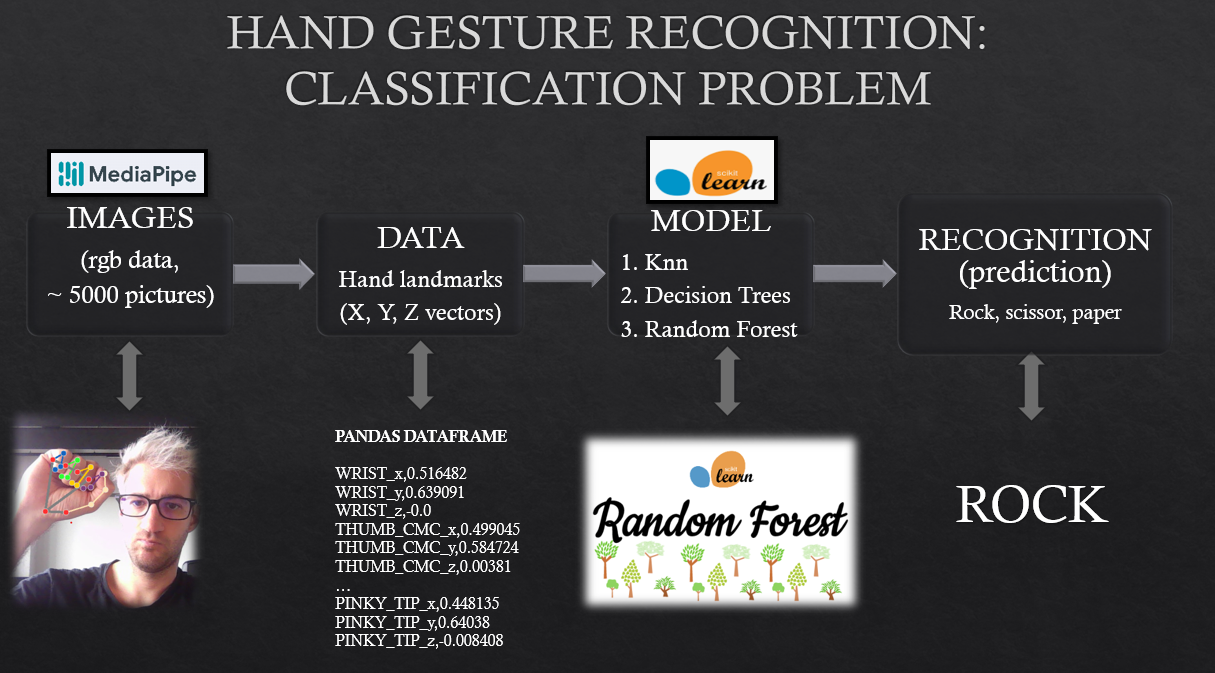 HAND GESTURE RECOGNITION:
CLASSIFICATION PROBLEM
MediaPipe
IMAGES
(rgb data,
~ 5000 pictures)
DATA
Hand landmarks
(X, Y, Z vectors)
scikit
learn
MODEL
1. Knn
2. Decision Trees
3. Random Forest
RECOGNITION
(prediction)
Rock, scissor, paper
PANDAS DATAFRAME
WRIST_x,0.516482
WRIST_y,0.639091
WRIST_z,-0.0
THUMB_CMC_x,0.499045
THUMB_CMC_y,0.584724
THUMB_CMC_z,0.00381
...
PINKY_TIP_x,0.448135
PINKY_TIP_y,0.64038
PINKY_TIP_z,-0.008408
scikit
learn
Random Forest
ROCK